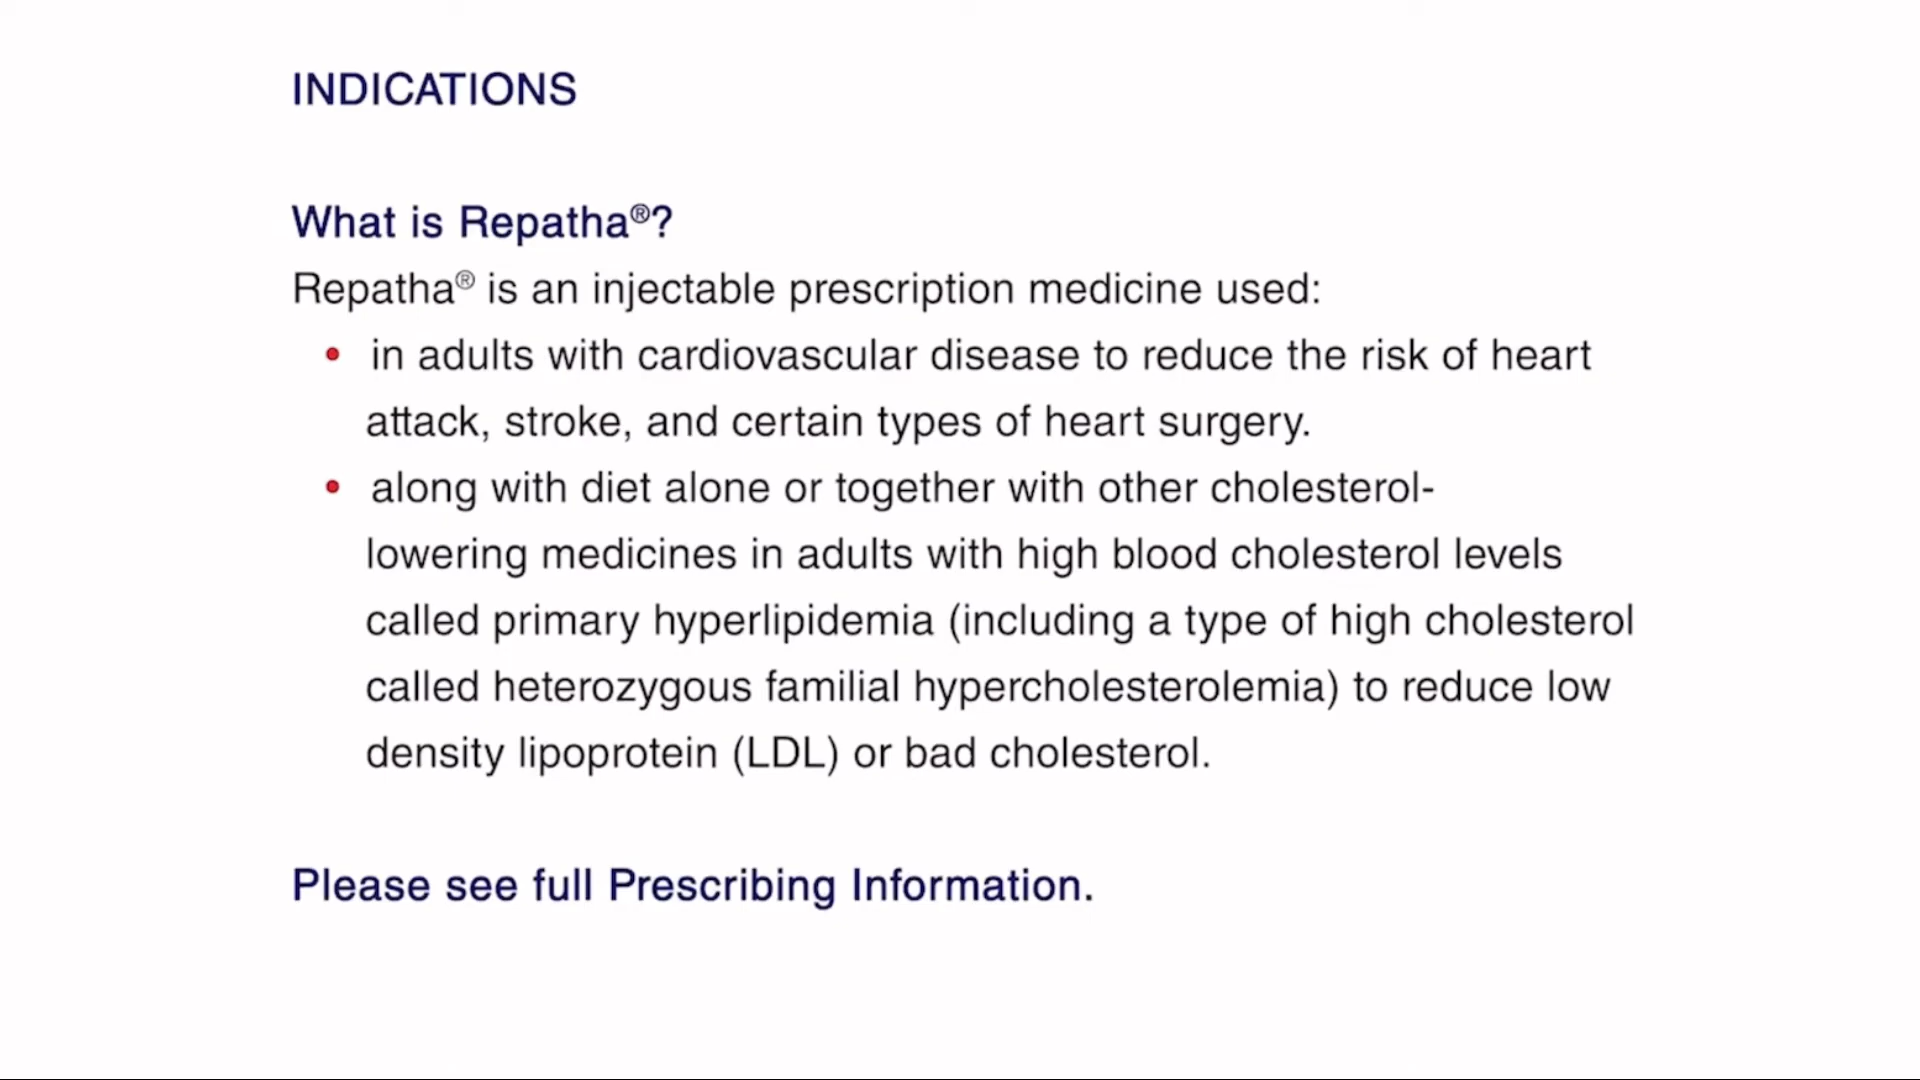 INDICATIONS
What is Repatha®?
Repatha® is an injectable prescription medicine used:
• in adults with cardiovascular disease to reduce the risk of heart
attack, stroke, and certain types of heart surgery.
• along with diet alone or together with other cholesterol-
lowering medicines in adults with high blood cholesterol levels
called primary hyperlipidemia (including a type of high cholesterol
called heterozygous familial hypercholesterolemia) to reduce low
density lipoprotein (LDL) or bad cholesterol.
Please see full Prescribing Information.